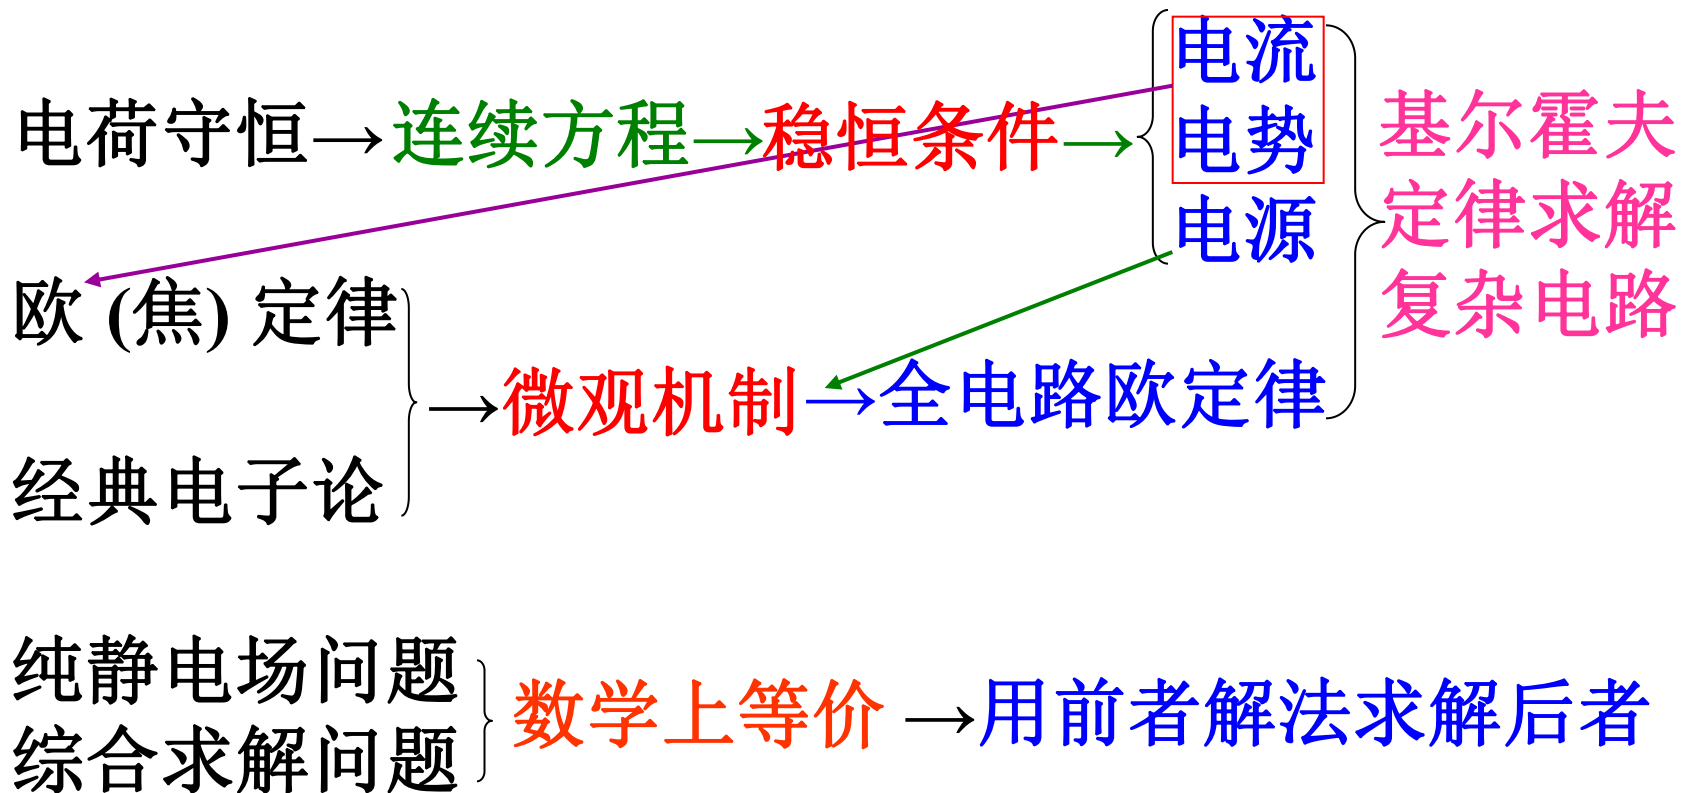 电荷守恒→连续方程→稳恒条件→
电流
电势
电源
基尔霍夫
定律求解
复杂电路
欧 (焦) 定律
经典电子论
→微观机制→全电路欧定律
纯静电场问题
综合求解问题
数学上等价→用前者解法求解后者